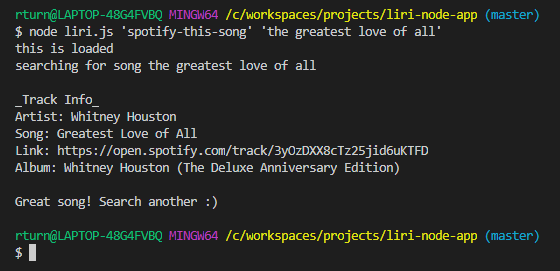 rturn@LAPTOP-48G4FVBQ MINGW64 /c/workspaces/projects/liri-node-app (master)
$ node liri.js 'spotify-this-song' 'the greatest love of all'
this is loaded
searching for song the greatest love of all
_Track Info_
Artist: Whitney Houston
Song: Greatest Love of All
Link: https://open.spotify.com/track/3yOzDXX8cTz25jid6uKTFD
Album: Whitney Houston (The Deluxe Anniversary Edition)
Great song! Search another :)
rturn@LAPTOP-48G4FVBQ MINGW64 /c/workspaces/projects/liri-node-app (master)
$